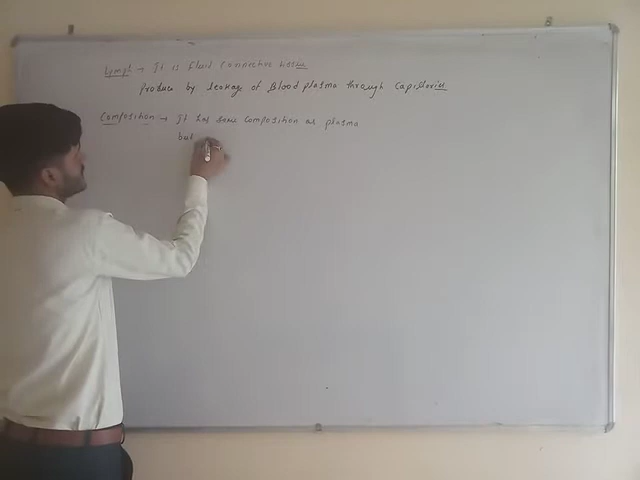 Lymph → It is fluid Connective tissue
Produce by leakage of Blood plasma through Capillaries
Composition → It has same Composition as plasma
but